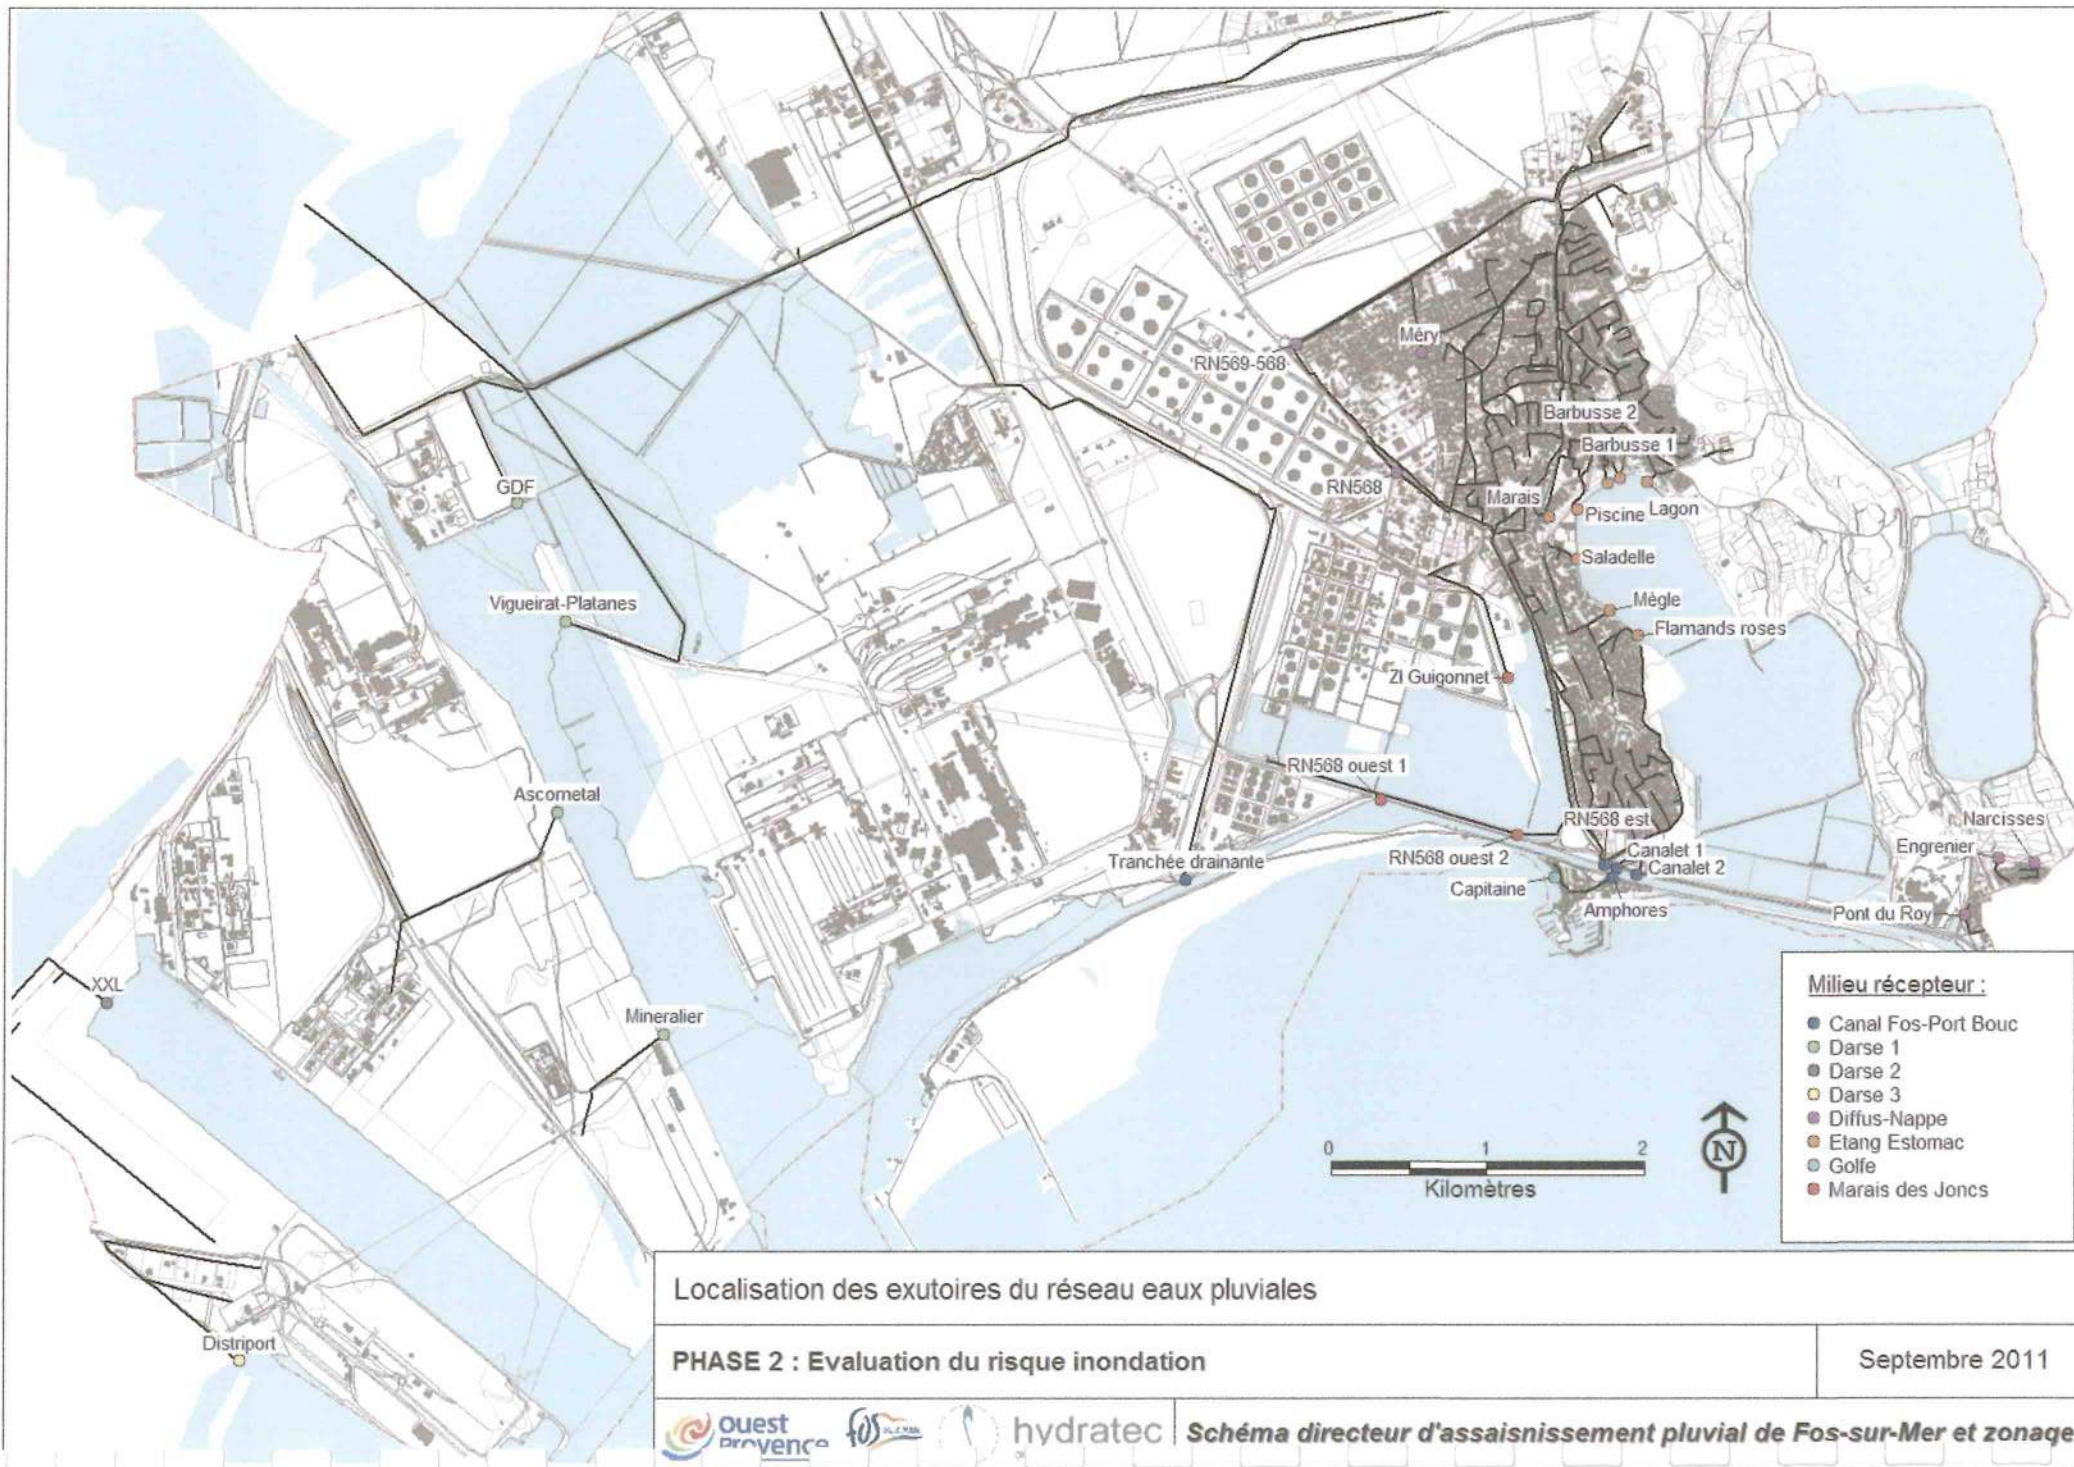 Méry
RN569-568
Barbusse 2
Barbusse 1
RN568
GDF
Marais
Piscine
Lagon
Saladelle
Vigueirat-Platanes
Mègle
Flamands roses
ZI Guigonnet
RN568 ouest 1
Ascometal
RN568 est
Narcisses
Engrenier
Canalet 1
RN568 ouest 2
Tranchée drainante
Canalet 2
Capitaine
Amphores
Pont du Roy
XXL
Mineralier
Distriport
Milieu récepteur :
Canal Fos-Port Bouc
Darse 1
Darse 2
Darse 3
Diffus-Nappe
Etang Estomac
Golfe
Marais des Joncs
0 1 2
Kilomètres
N
Localisation des exutoires du réseau eaux pluviales
PHASE 2 : Evaluation du risque inondation
Septembre 2011
ouest
provence
fos
hydratec
Schéma directeur d'assaisnissement pluvial de Fos-sur-Mer et zonage